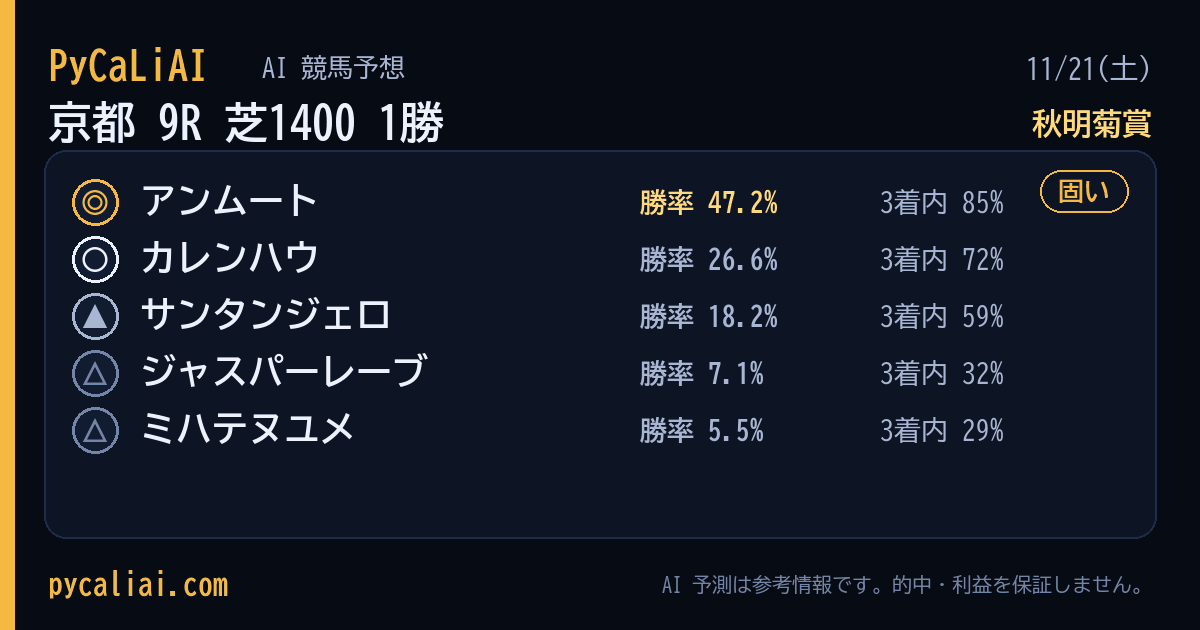 PyCaLiAI AI 競馬予想 11/21(土)
京都 9R 芝1400 1勝 秋明菊賞
◎ アンムート 勝率 47.2% 3着内 85% 固い
○ カレンハウ 勝率 26.6% 3着内 72%
▲ サンタンジェロ 勝率 18.2% 3着内 59%
△ ジャスパーレーブ 勝率 7.1% 3着内 32%
△ ミハテヌユメ 勝率 5.5% 3着内 29%
pycaliai.com AI 予測は参考情報です。的中・利益を保証しません。